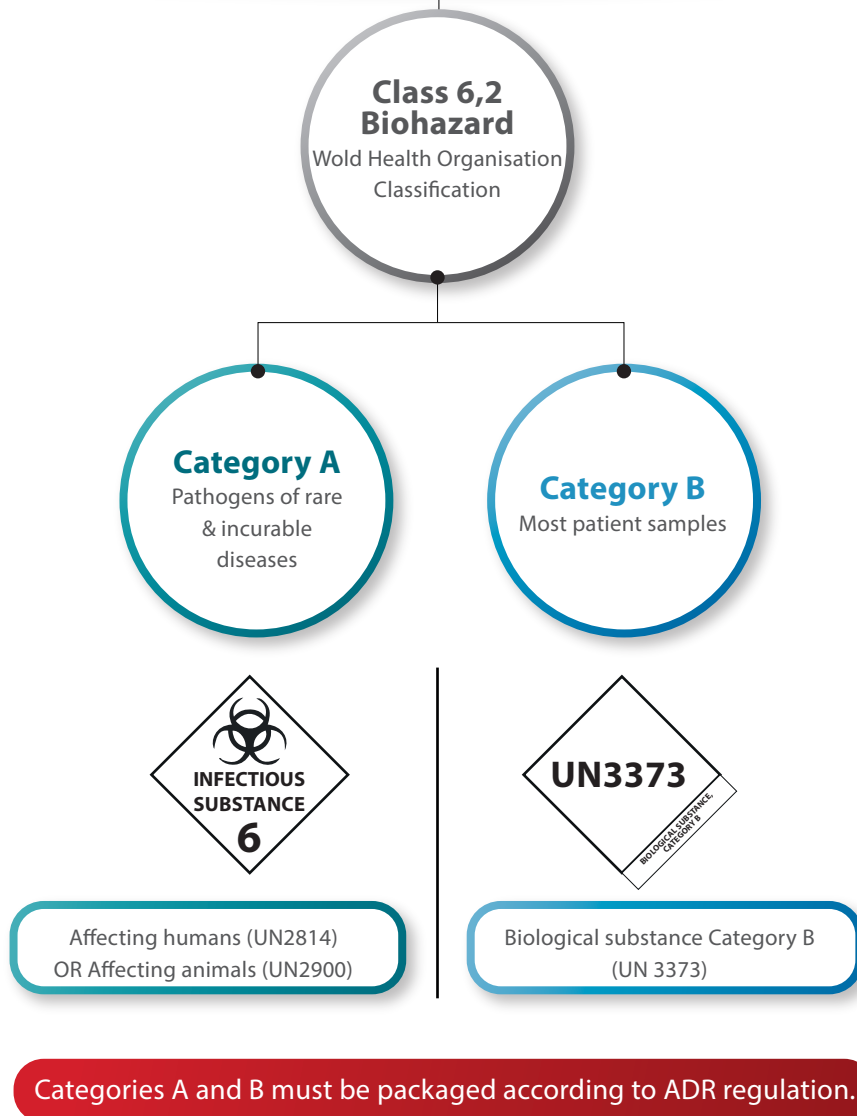 Class 6,2
Biohazard
Wold Health Organisation
Classification
Category A
Pathogens of rare
& incurable
diseases
Category B
Most patient samples
INFECTIOUS
SUBSTANCE
6
UN3373
BIOLOGICAL SUBSTANCE,
CATEGORY B
Affecting humans (UN2814)
OR Affecting animals (UN2900)
Biological substance Category B
(UN 3373)
Categories A and B must be packaged according to ADR regulation.